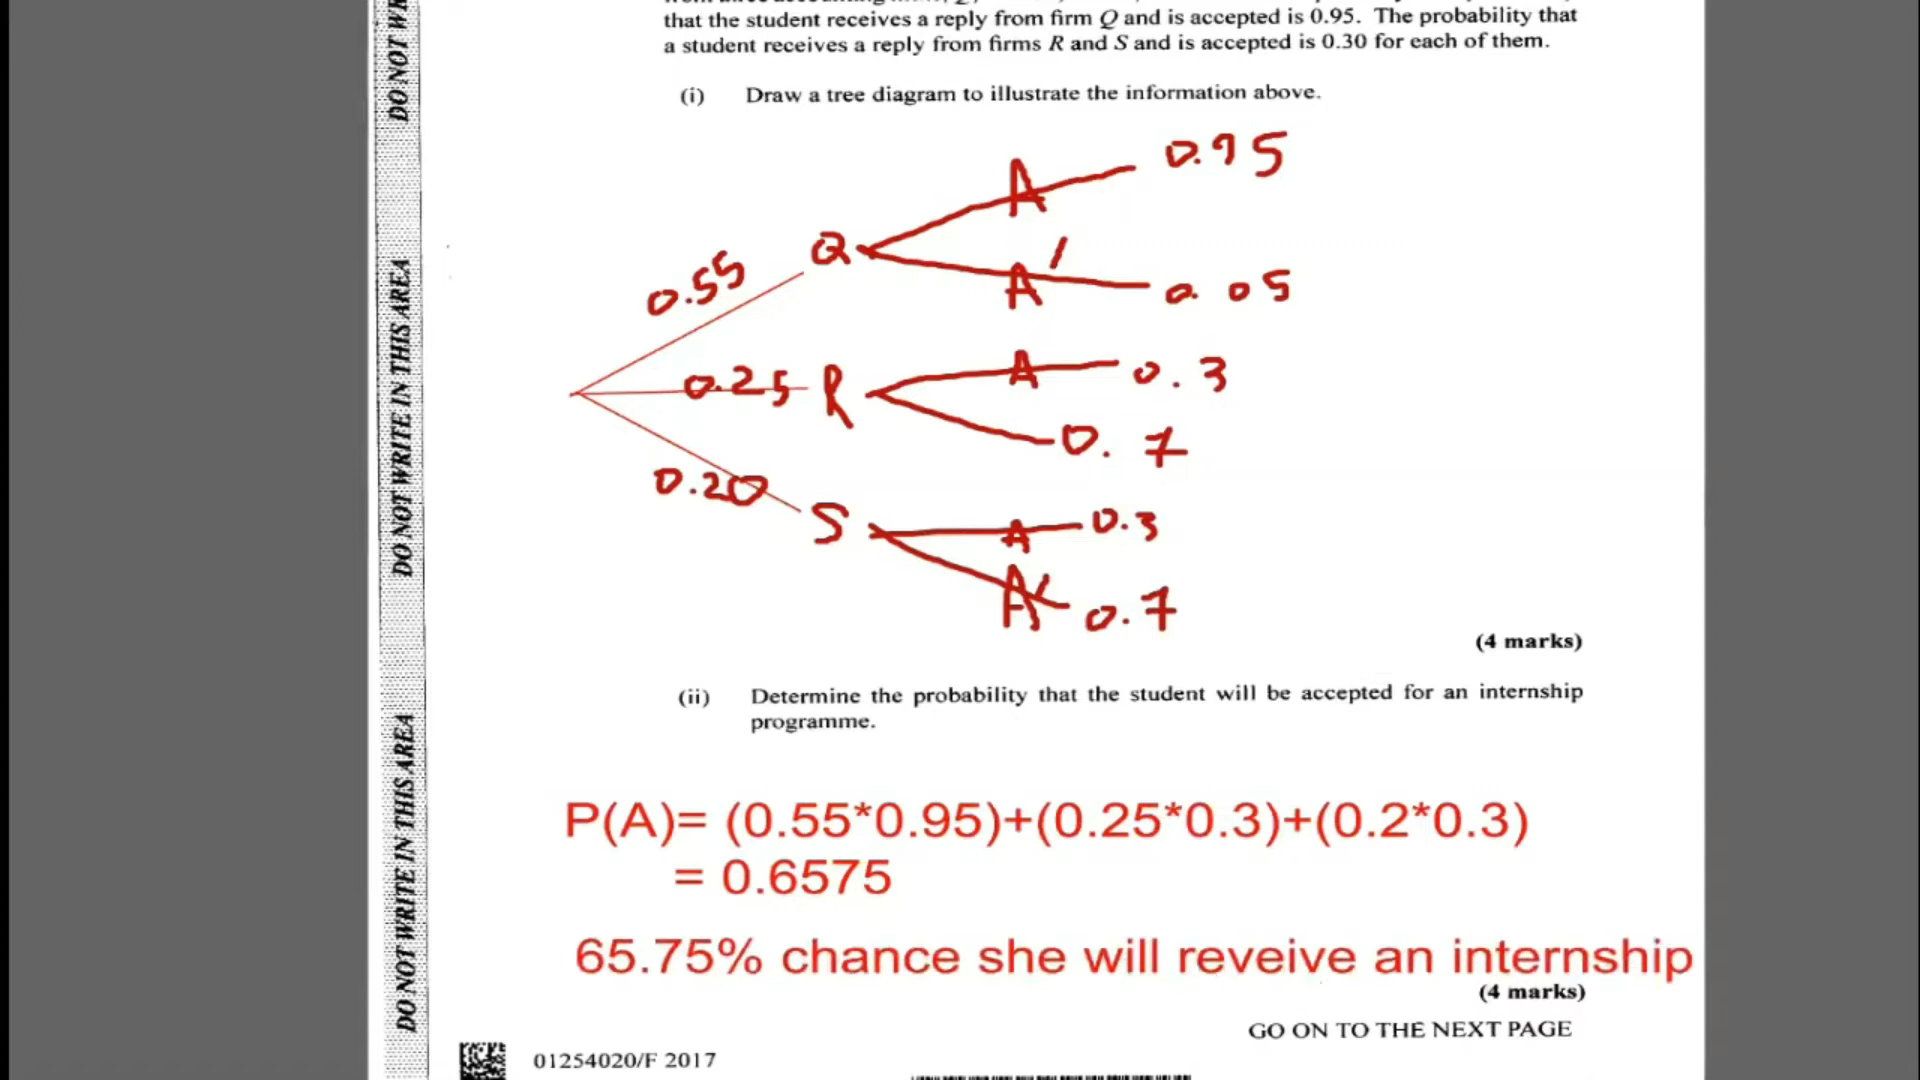 that the student receives a reply from firm Q and is accepted is 0.95. The probability that
a student receives a reply from firms R and S and is accepted is 0.30 for each of them.
(i) Draw a tree diagram to illustrate the information above.
A 0.95
0.55 Q
A' 0.05
A 0.3
0.25 R
0.7
0.20 S
A 0.3
A' 0.7
(4 marks)
(ii) Determine the probability that the student will be accepted for an internship
programme.
P(A)= (0.55*0.95)+(0.25*0.3)+(0.2*0.3)
= 0.6575
65.75% chance she will reveive an internship
(4 marks)
GO ON TO THE NEXT PAGE
01254020/F 2017
DO NOT WRITE IN THIS AREA
DO NOT WRITE IN THIS AREA
DO NOT WR